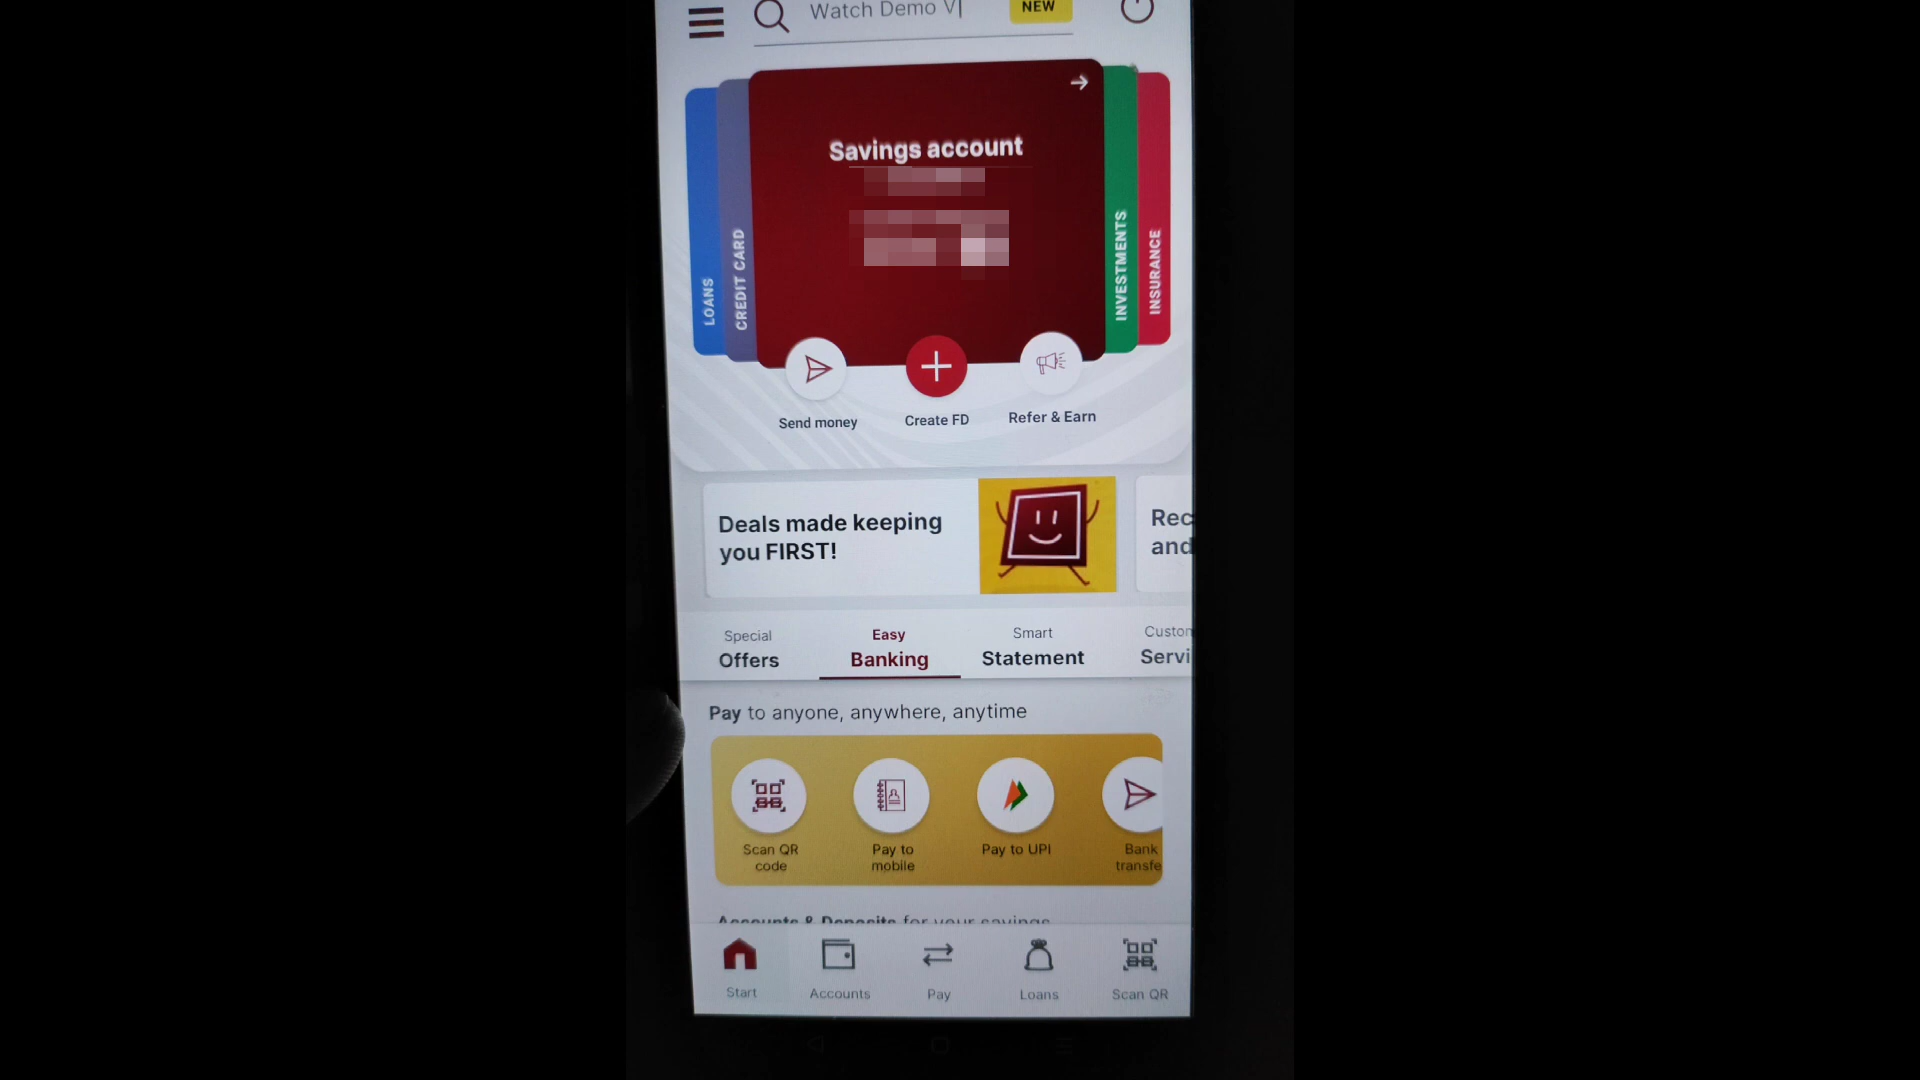 Watch Demo V
NEW
Savings account
LOANS
CREDIT CARD
INVESTMENTS
INSURANCE
Send money
Create FD
Refer & Earn
Deals made keeping
you FIRST!
Rec
and
Special
Offers
Easy
Banking
Smart
Statement
Custom
Servi
Pay to anyone, anywhere, anytime
Scan QR
code
Pay to
mobile
Pay to UPI
Bank
transfe
Accounts & Deposits for your savings
Start
Accounts
Pay
Loans
Scan QR